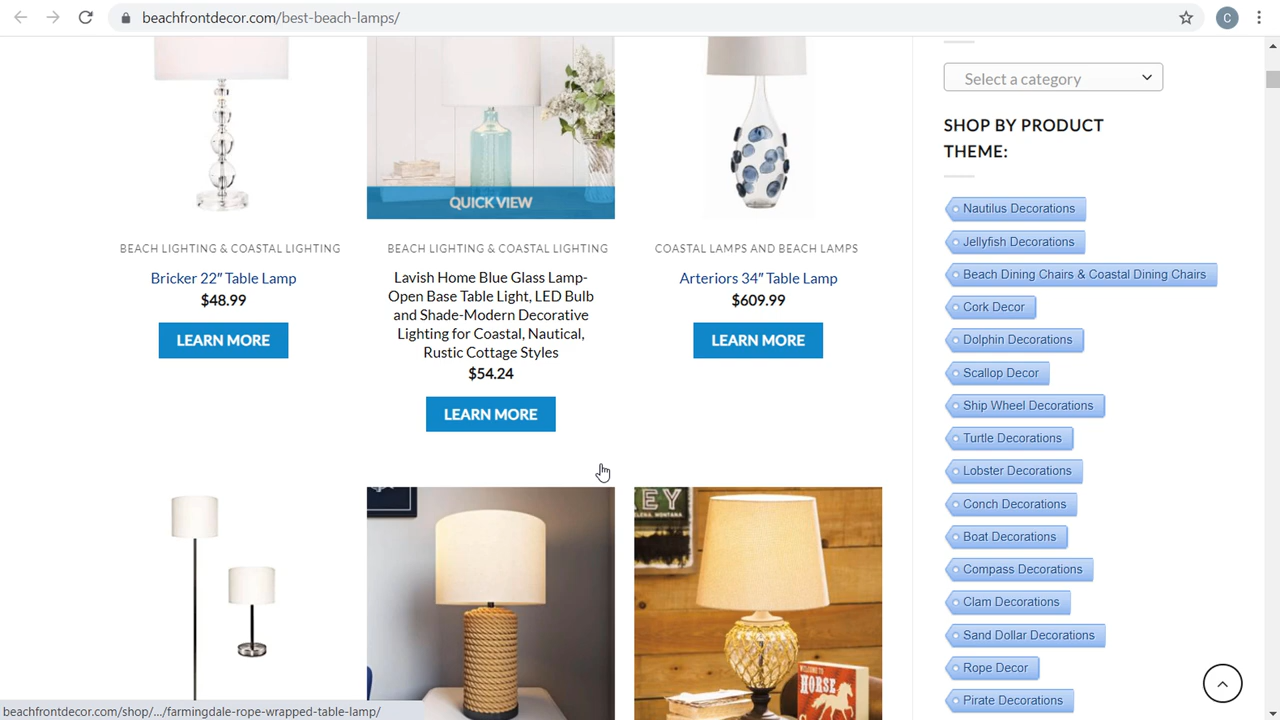 beachfrontdecor.com/best-beach-lamps/
C
Select a category
SHOP BY PRODUCT
THEME:
QUICK VIEW
BEACH LIGHTING & COASTAL LIGHTING
Bricker 22″ Table Lamp
$48.99
LEARN MORE
BEACH LIGHTING & COASTAL LIGHTING
Lavish Home Blue Glass Lamp-
Open Base Table Light, LED Bulb
and Shade-Modern Decorative
Lighting for Coastal, Nautical,
Rustic Cottage Styles
$54.24
LEARN MORE
COASTAL LAMPS AND BEACH LAMPS
Arteriors 34″ Table Lamp
$609.99
LEARN MORE
Nautilus Decorations
Jellyfish Decorations
Beach Dining Chairs & Coastal Dining Chairs
Cork Decor
Dolphin Decorations
Scallop Decor
Ship Wheel Decorations
Turtle Decorations
Lobster Decorations
Conch Decorations
Boat Decorations
Compass Decorations
Clam Decorations
Sand Dollar Decorations
Rope Decor
Pirate Decorations
EY
ELENA, MONTANA
WELCOME TO
HORSE
beachfrontdecor.com/shop/.../farmingdale-rope-wrapped-table-lamp/